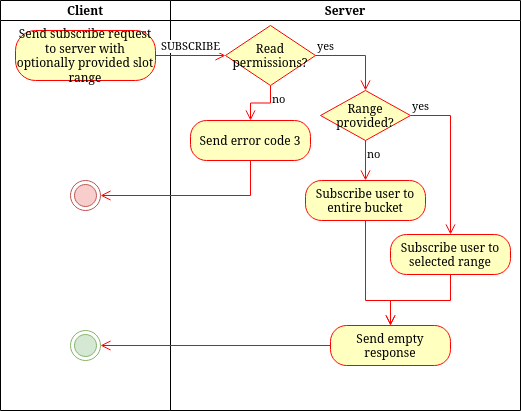 Client
Server
Send subscribe request
to server with
optionally provided slot
range
SUBSCRIBE
Read
permissions?
yes
no
Range
provided?
yes
Send error code 3
no
Subscribe user to
entire bucket
Subscribe user to
selected range
Send empty
response